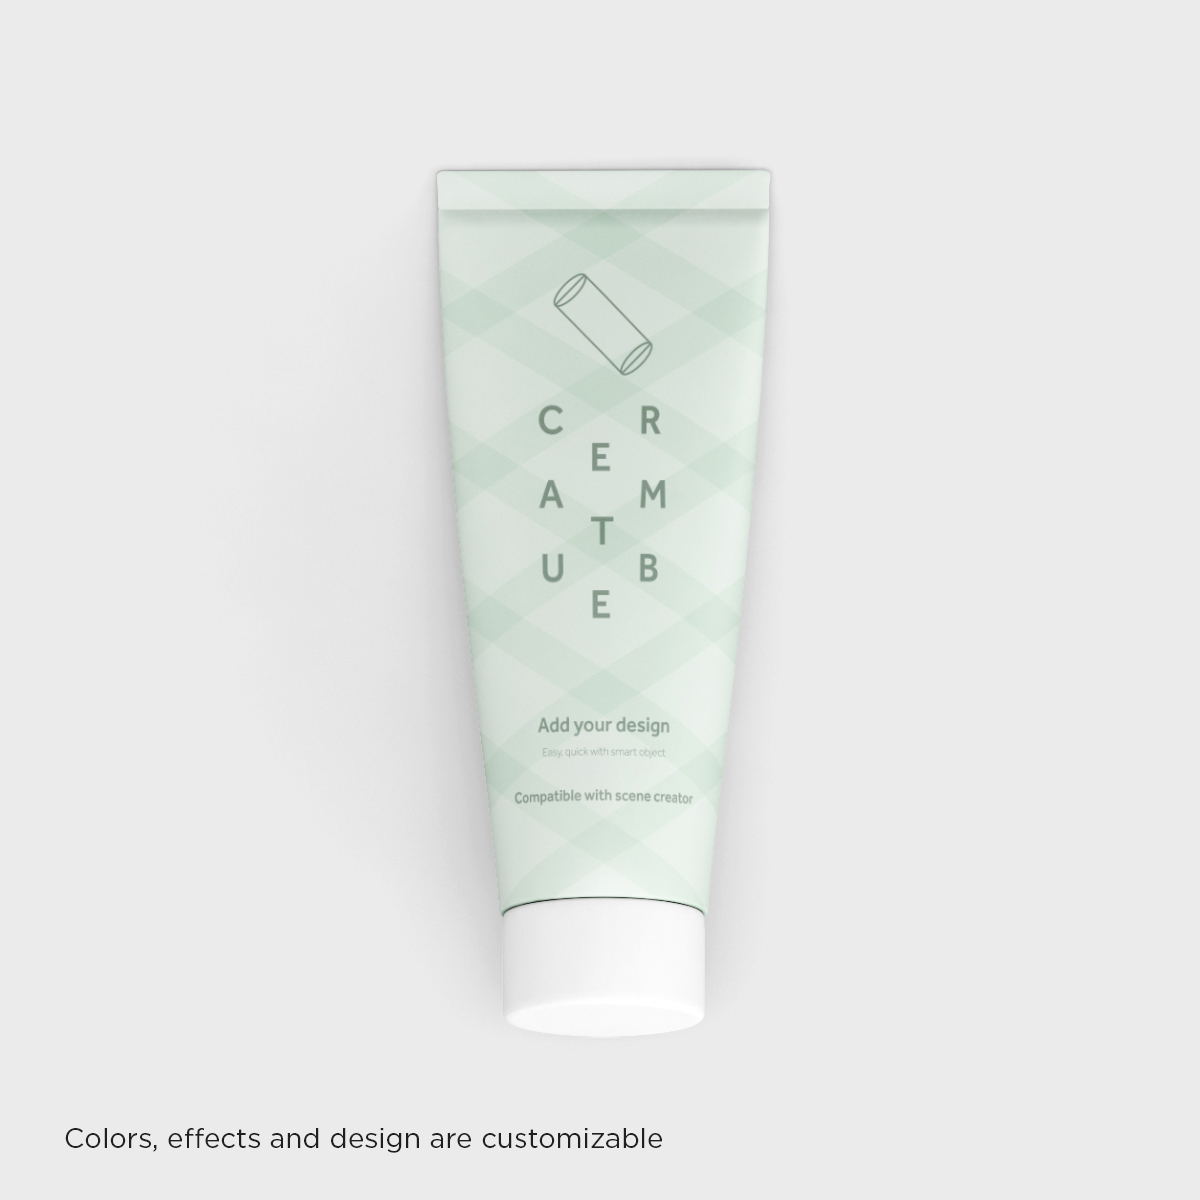 C R
E
A M
T
U B
E
Add your design
Easy, quick with smart object
Compatible with scene creator
Colors, effects and design are customizable